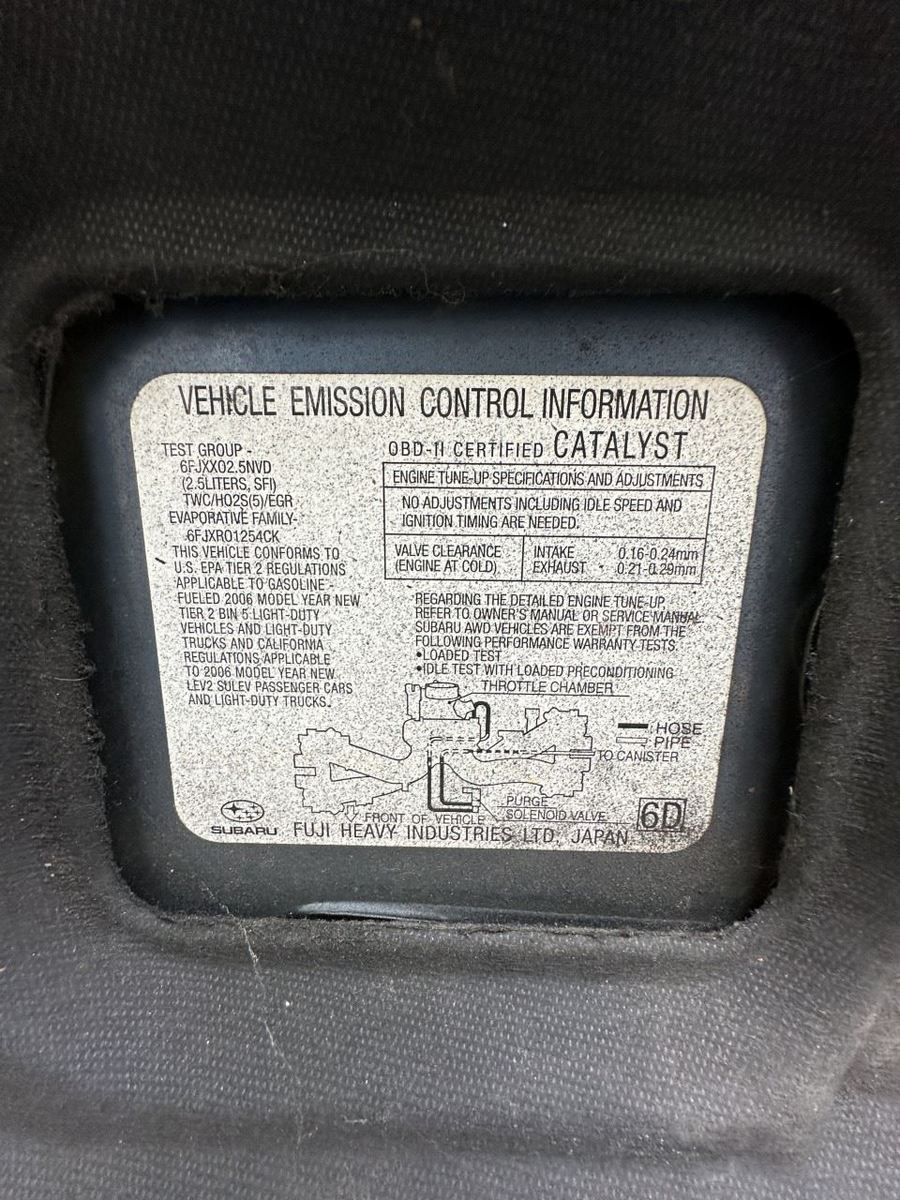 VEHICLE EMISSION CONTROL INFORMATION
TEST GROUP -
6FJXX02.5NVD
(2.5LITERS, SFI)
TWC/HO2S(5)/EGR
EVAPORATIVE FAMILY-
6FJXR01254CK
THIS VEHICLE CONFORMS TO
U.S. EPA TIER 2 REGULATIONS
APPLICABLE TO GASOLINE -
FUELED 2006 MODEL YEAR NEW
TIER 2 BIN 5 LIGHT-DUTY
VEHICLES AND LIGHT-DUTY
TRUCKS AND CALIFORNIA
REGULATIONS APPLICABLE
TO 2006 MODEL YEAR NEW
LEV2 SULEV PASSENGER CARS
AND LIGHT-DUTY TRUCKS.
OBD-II CERTIFIED CATALYST
ENGINE TUNE-UP SPECIFICATIONS AND ADJUSTMENTS
NO ADJUSTMENTS INCLUDING IDLE SPEED AND
IGNITION TIMING ARE NEEDED.
VALVE CLEARANCE
(ENGINE AT COLD)
INTAKE 0.16-0.24mm
EXHAUST 0.21-0.29mm
REGARDING THE DETAILED ENGINE TUNE-UP,
REFER TO OWNER'S MANUAL OR SERVICE MANUAL.
SUBARU AWD VEHICLES ARE EXEMPT FROM THE
FOLLOWING PERFORMANCE WARRANTY TESTS.
•LOADED TEST
•IDLE TEST WITH LOADED PRECONDITIONING
THROTTLE CHAMBER
:HOSE
:PIPE
TO CANISTER
PURGE
SOLENOID VALVE
FRONT OF VEHICLE
6D
SUBARU
FUJI HEAVY INDUSTRIES LTD, JAPAN